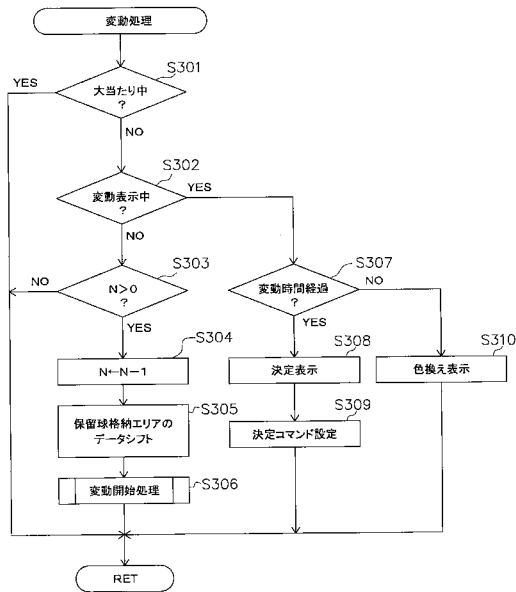 変動処理
S301
YES
大当たり中
?
NO
S302
変動表示中
?
YES
NO
S303
NO
N>0
?
YES
S307
変動時間経過
?
NO
YES
S304
N←N−1
S308
決定表示
S310
色換え表示
S305
保留球格納エリアの
データシフト
S309
決定コマンド設定
S306
変動開始処理
RET